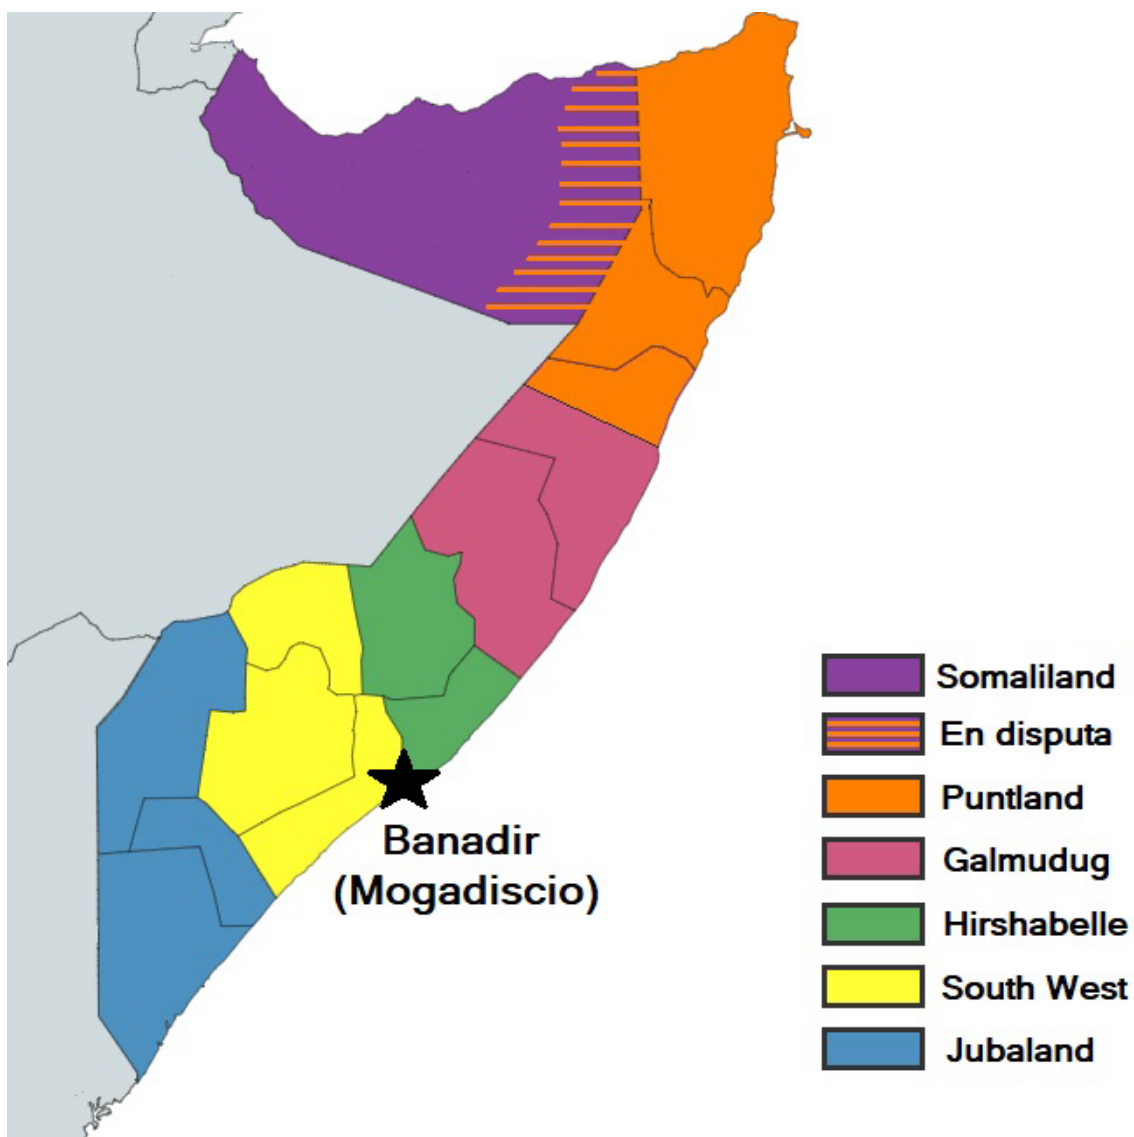 Somaliland
En disputa
Puntland
Galmudug
Hirshabelle
South West
Jubaland
Banadir
(Mogadiscio)